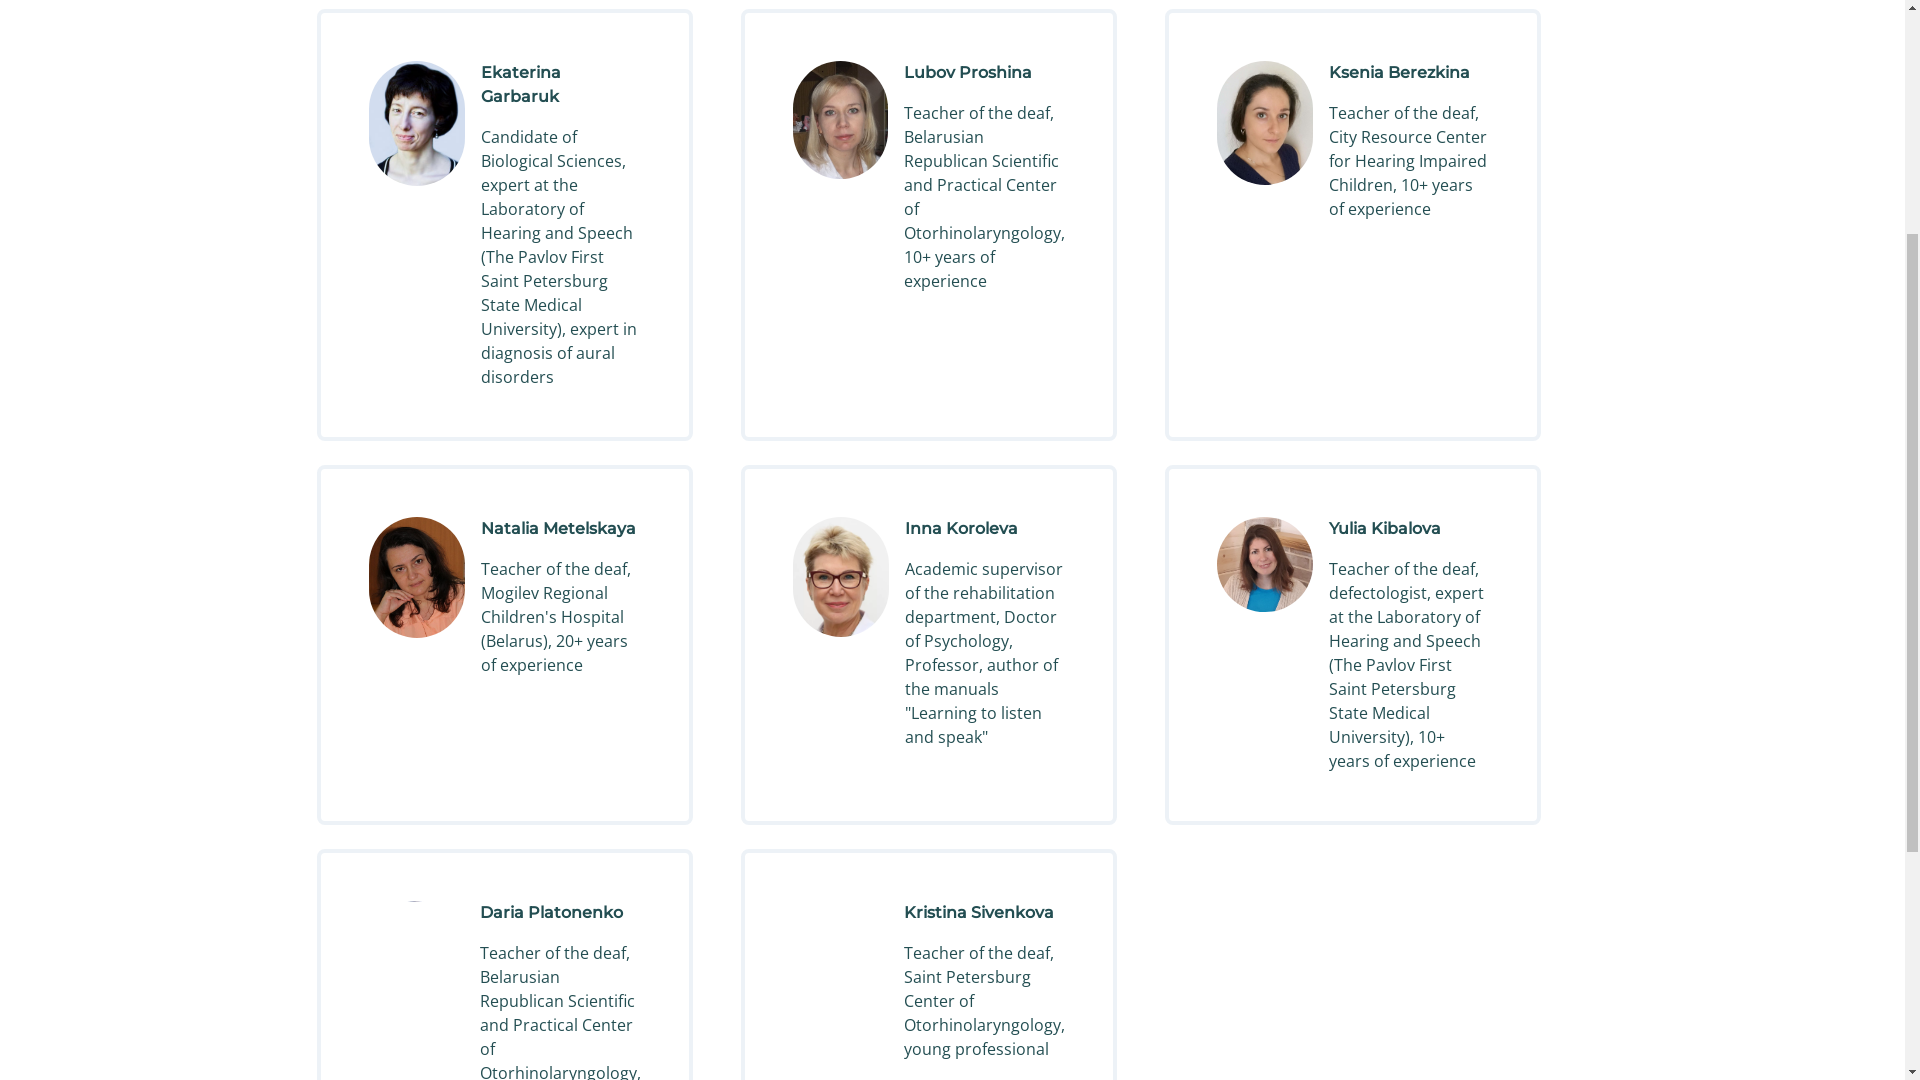 Ekaterina
Garbaruk
Candidate of
Biological Sciences,
expert at the
Laboratory of
Hearing and Speech
(The Pavlov First
Saint Petersburg
State Medical
University), expert in
diagnosis of aural
disorders
Lubov Proshina
Teacher of the deaf,
Belarusian
Republican Scientific
and Practical Center
of
Otorhinolaryngology,
10+ years of
experience
Ksenia Berezkina
Teacher of the deaf,
City Resource Center
for Hearing Impaired
Children, 10+ years
of experience
Natalia Metelskaya
Teacher of the deaf,
Mogilev Regional
Children's Hospital
(Belarus), 20+ years
of experience
Inna Koroleva
Academic supervisor
of the rehabilitation
department, Doctor
of Psychology,
Professor, author of
the manuals
"Learning to listen
and speak"
Yulia Kibalova
Teacher of the deaf,
defectologist, expert
at the Laboratory of
Hearing and Speech
(The Pavlov First
Saint Petersburg
State Medical
University), 10+
years of experience
Daria Platonenko
Teacher of the deaf,
Belarusian
Republican Scientific
and Practical Center
of
Otorhinolaryngology,
Kristina Sivenkova
Teacher of the deaf,
Saint Petersburg
Center of
Otorhinolaryngology,
young professional